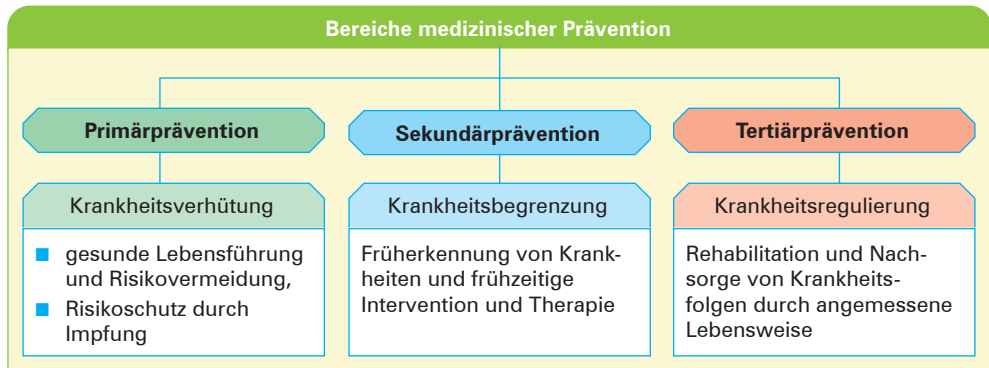 Bereiche medizinischer Prävention
Primärprävention
Krankheitsverhütung
gesunde Lebensführung
und Risikovermeidung,
Risikoschutz durch
Impfung
Sekundärprävention
Krankheitsbegrenzung
Früherkennung von Krank-
heiten und frühzeitige
Intervention und Therapie
Tertiärprävention
Krankheitsregulierung
Rehabilitation und Nach-
sorge von Krankheits-
folgen durch angemessene
Lebensweise